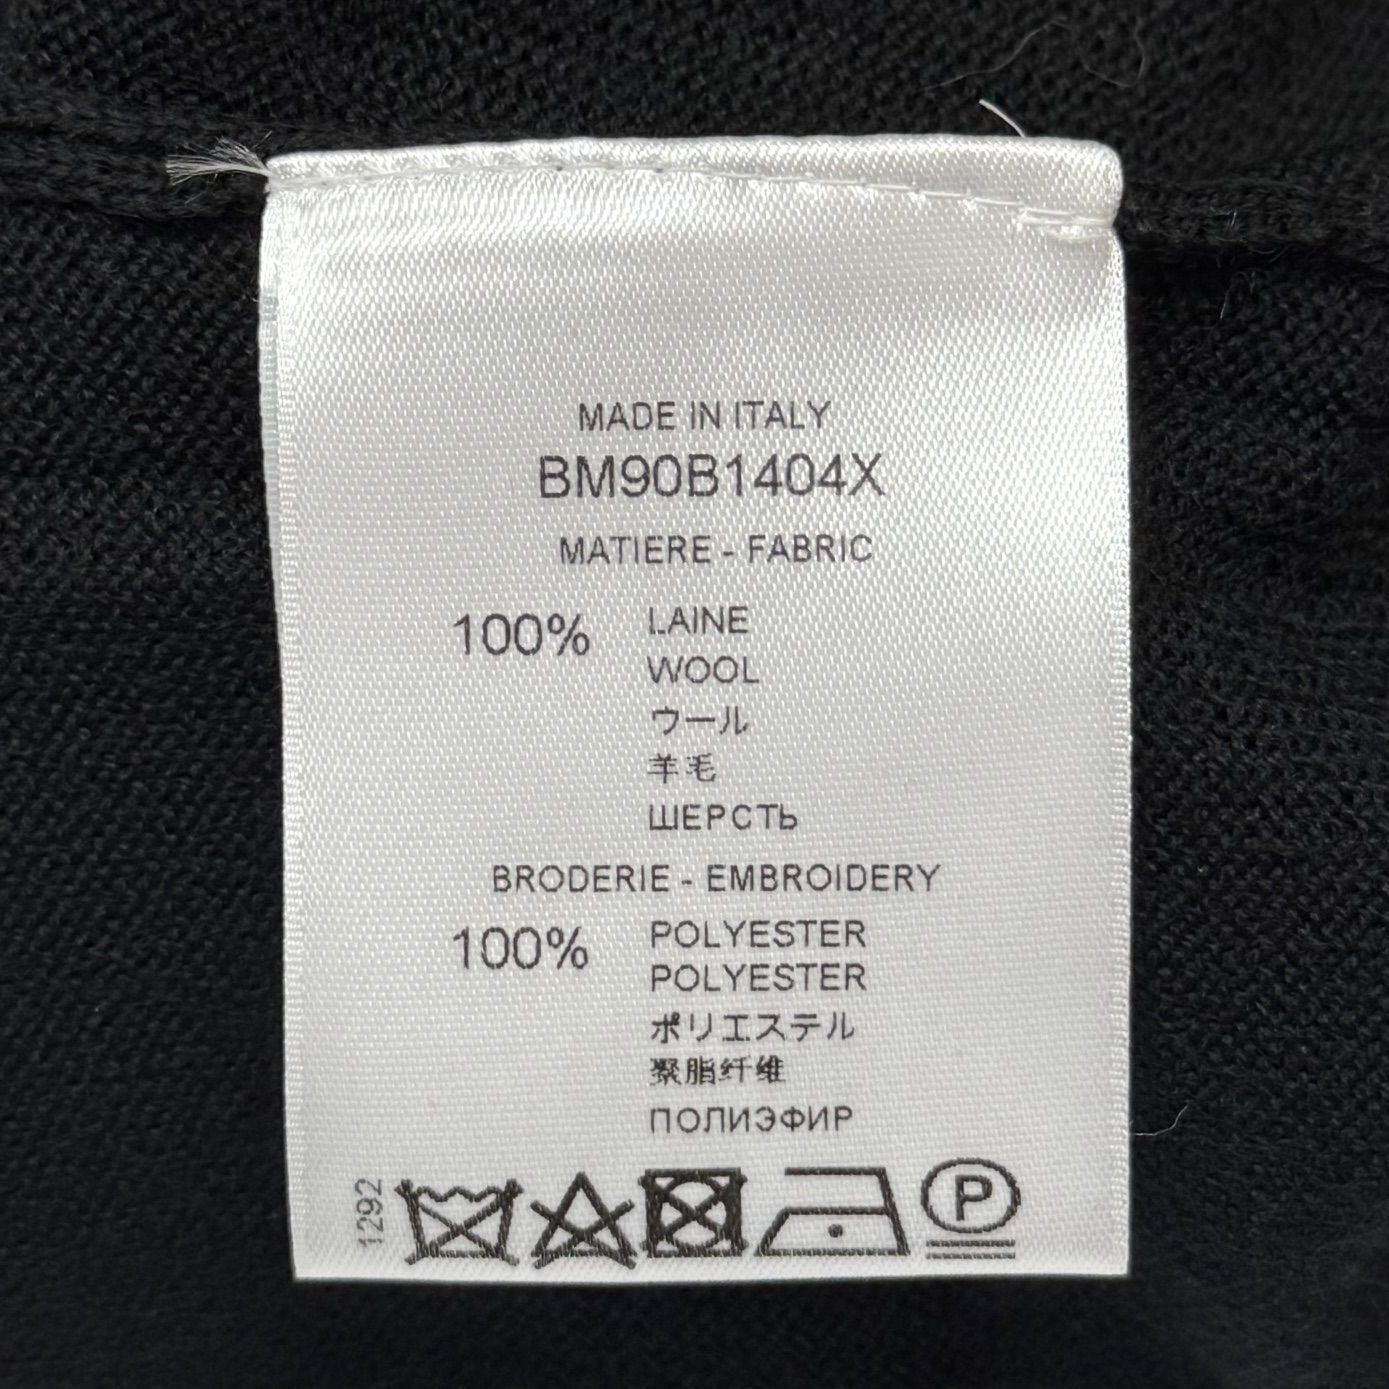 MADE IN ITALY
BM90B1404X
MATIERE - FABRIC
100% LAINE
WOOL
ウール
羊毛
ШЕРСТЬ
BRODERIE - EMBROIDERY
100% POLYESTER
POLYESTER
ポリエステル
聚脂纤维
ПОЛИЭФИР
1292
P